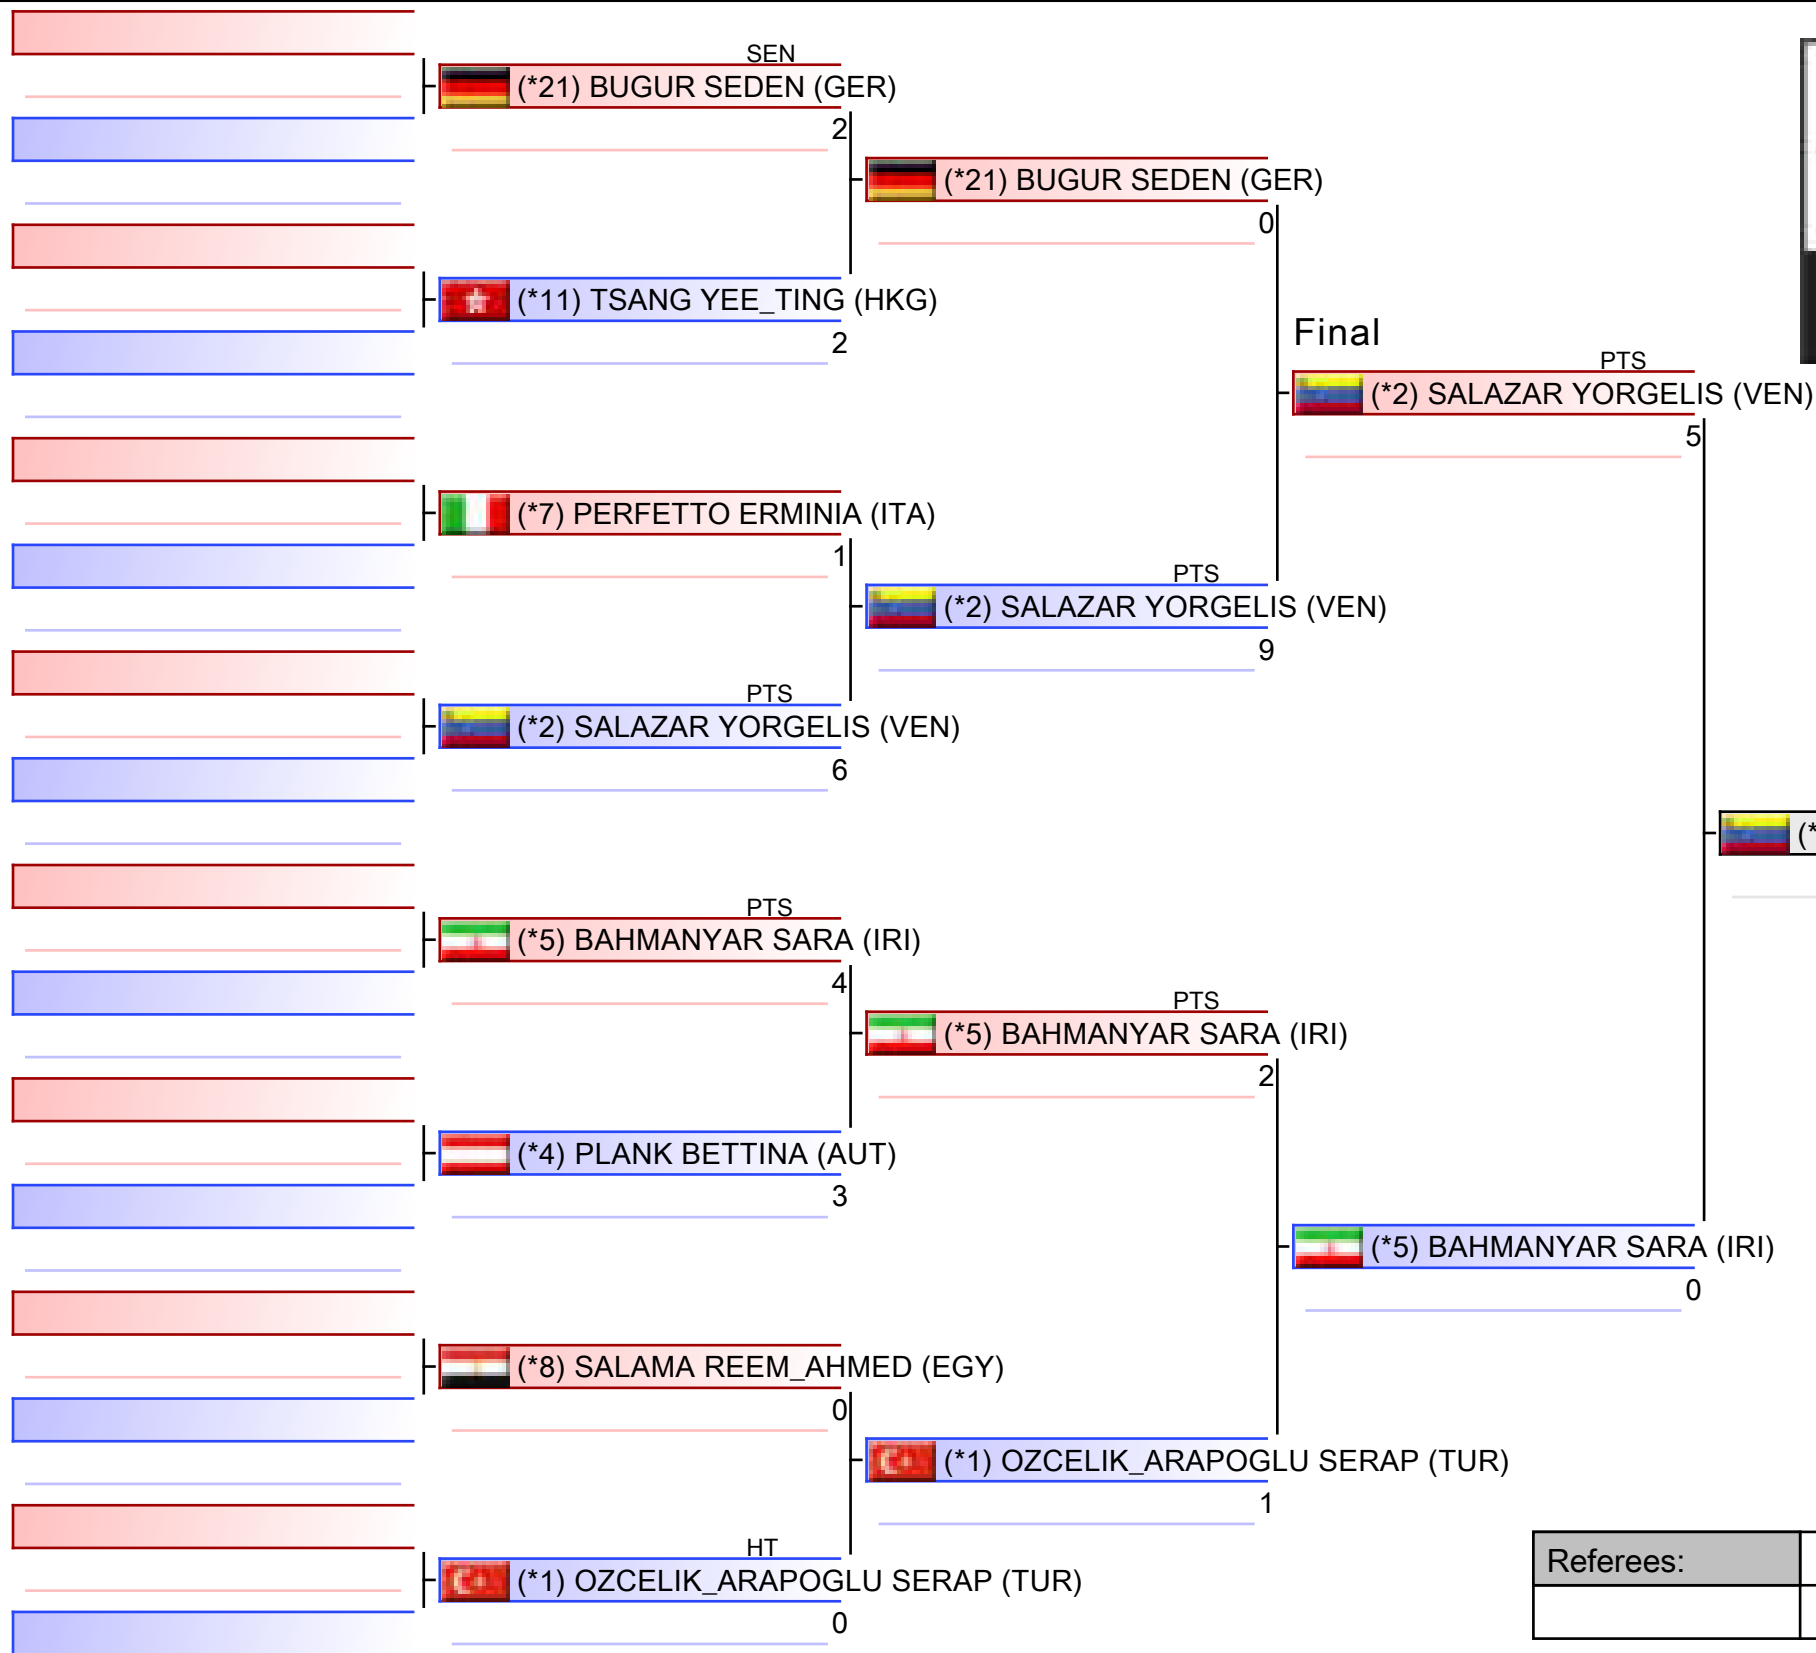 SEN
(*21) BUGUR SEDEN (GER)
2
(*21) BUGUR SEDEN (GER)
0
(*11) TSANG YEE_TING (HKG)
2
Final
PTS
(*2) SALAZAR YORGELIS (VEN)
5
(*7) PERFETTO ERMINIA (ITA)
1
PTS
(*2) SALAZAR YORGELIS (VEN)
9
PTS
(*2) SALAZAR YORGELIS (VEN)
6
(*
PTS
(*5) BAHMANYAR SARA (IRI)
4
PTS
(*5) BAHMANYAR SARA (IRI)
2
(*4) PLANK BETTINA (AUT)
3
(*5) BAHMANYAR SARA (IRI)
0
(*8) SALAMA REEM_AHMED (EGY)
0
(*1) OZCELIK_ARAPOGLU SERAP (TUR)
1
HT
(*1) OZCELIK_ARAPOGLU SERAP (TUR)
0
Referees: